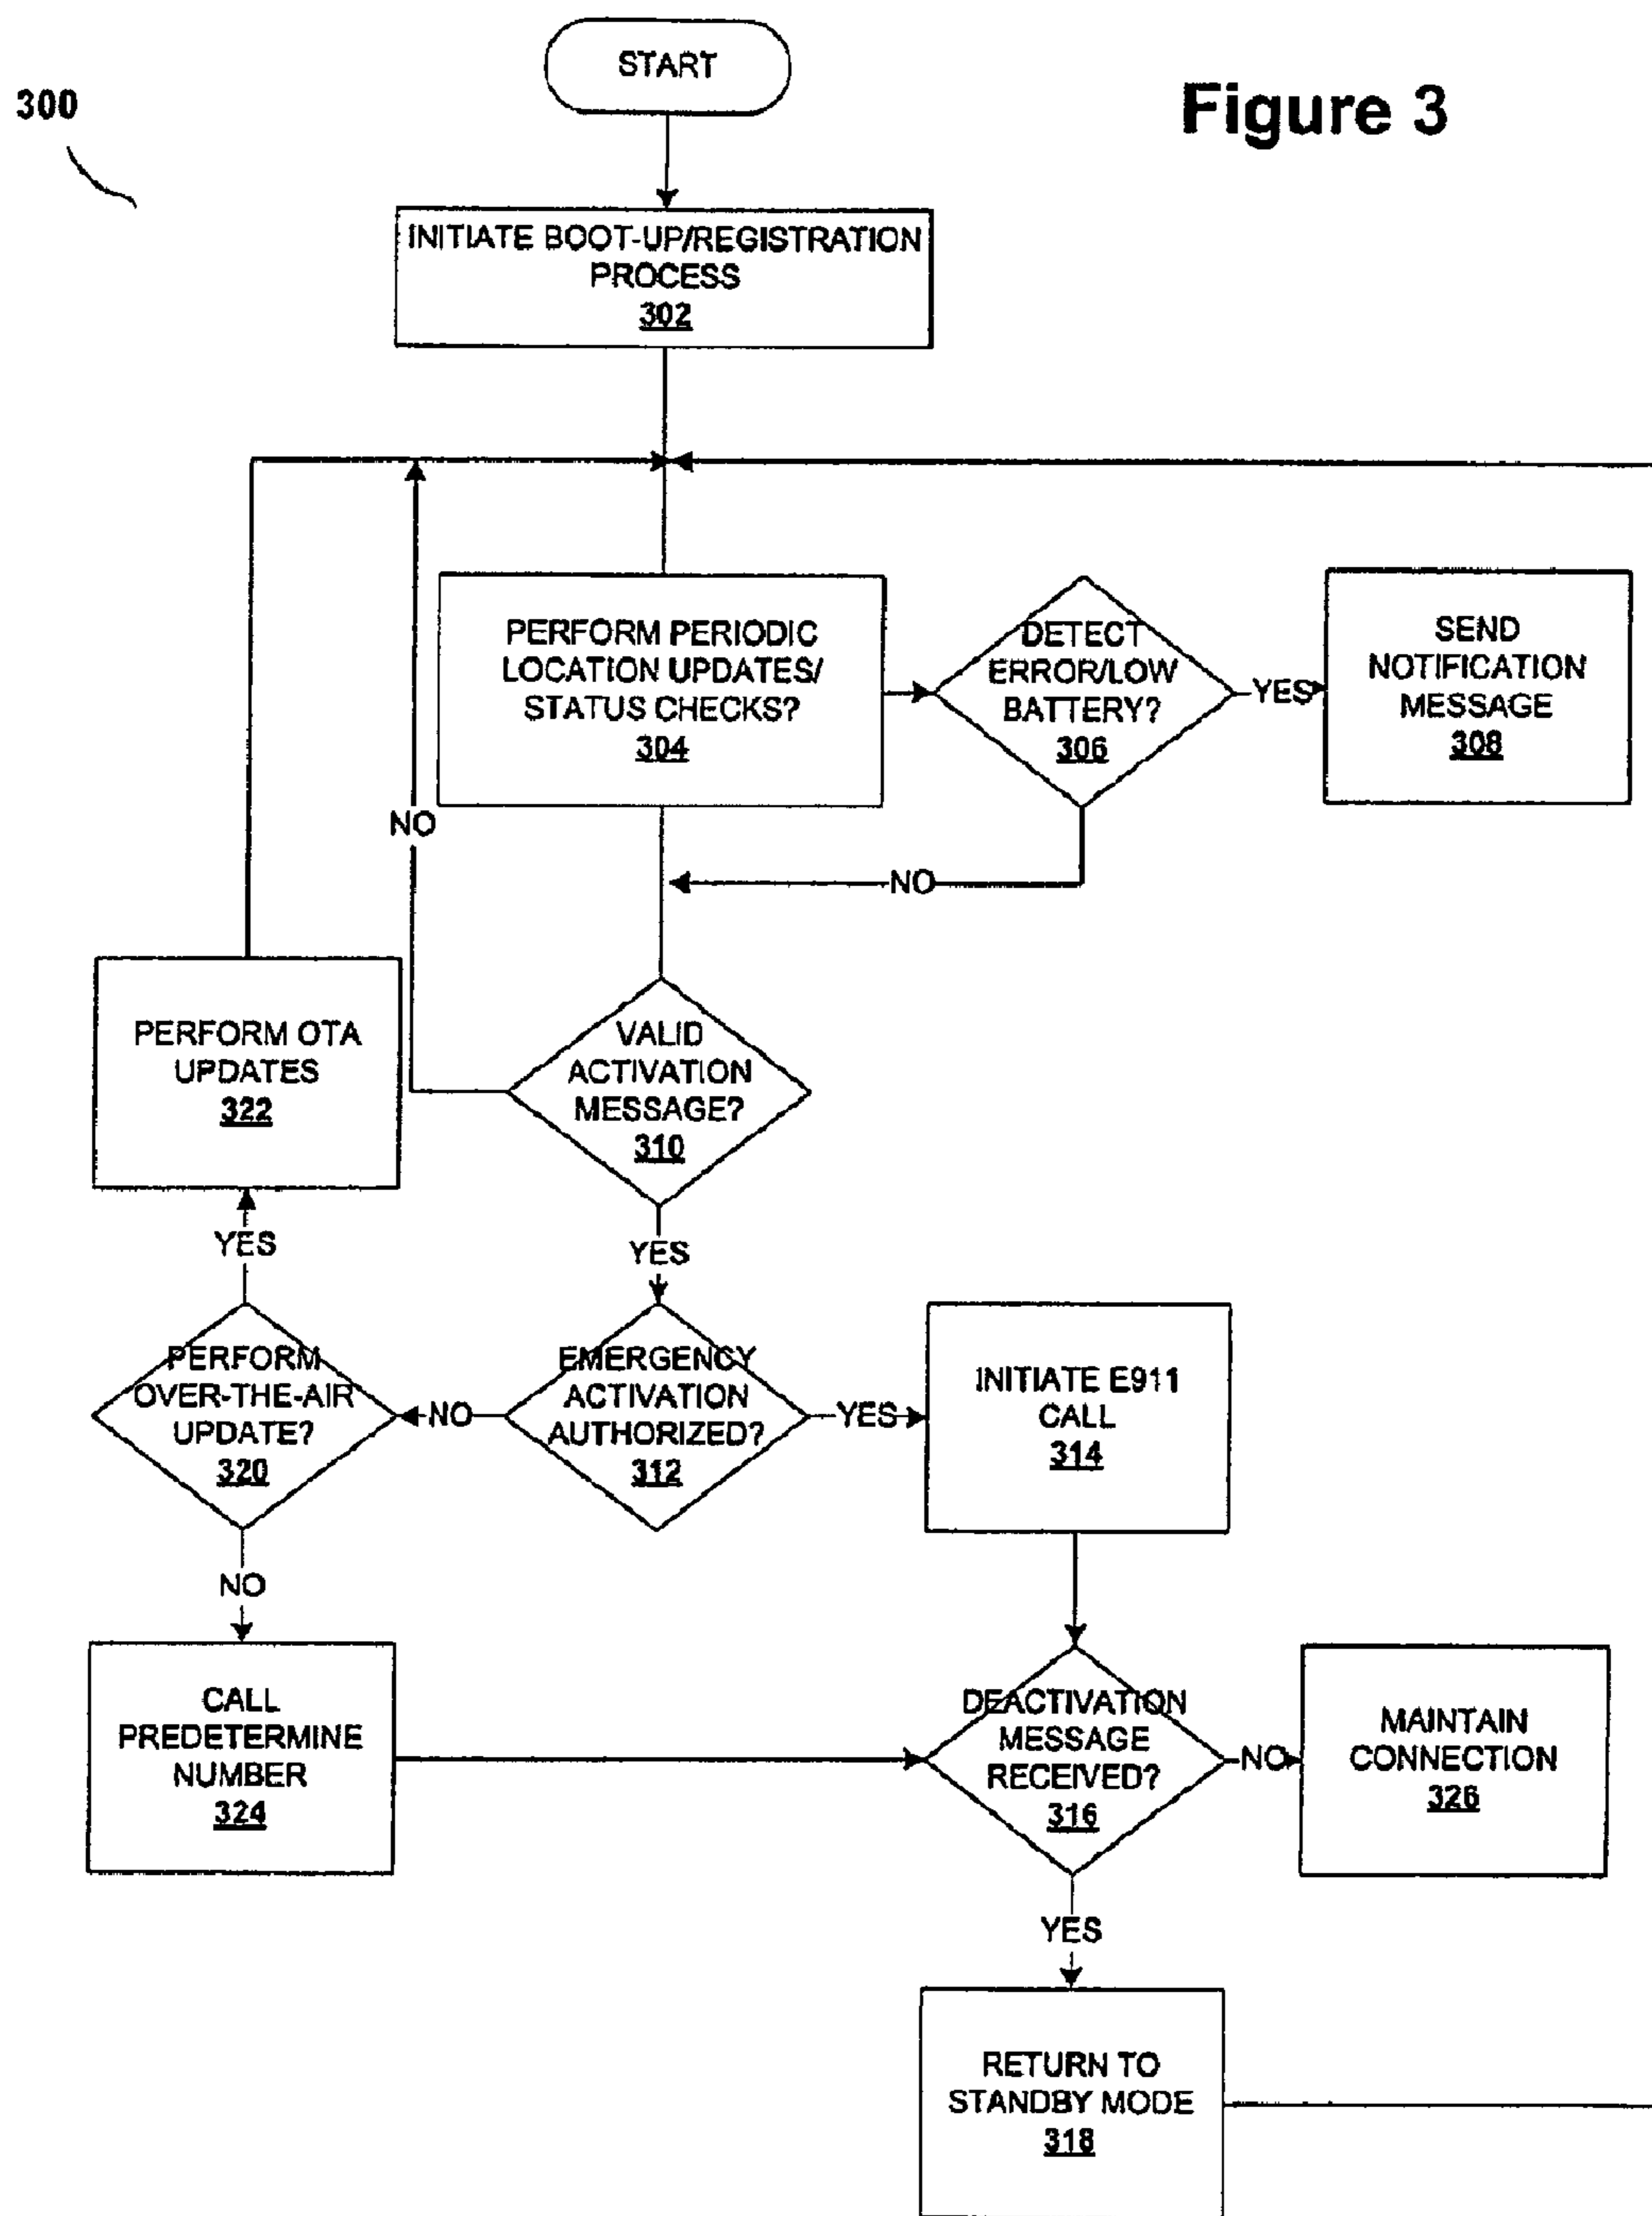 START
300
Figure 3
INITIATE BOOT-UP/REGISTRATION
PROCESS
302
PERFORM PERIODIC
LOCATION UPDATES/
STATUS CHECKS?
304
DETECT
ERROR/LOW
BATTERY?
306
YES
SEND
NOTIFICATION
MESSAGE
308
NO
NO
PERFORM OTA
UPDATES
322
VALID
ACTIVATION
MESSAGE?
310
YES
YES
PERFORM
OVER-THE-AIR
UPDATE?
320
NO
EMERGENCY
ACTIVATION
AUTHORIZED?
312
YES
INITIATE E911
CALL
314
NO
CALL
PREDETERMINE
NUMBER
324
DEACTIVATION
MESSAGE
RECEIVED?
316
NO
MAINTAIN
CONNECTION
326
YES
RETURN TO
STANDBY MODE
318